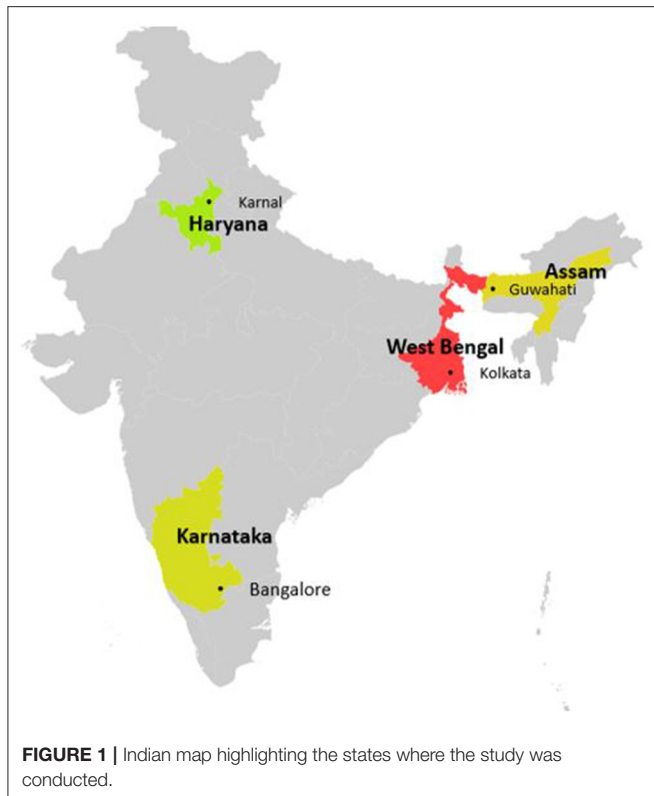 Karnal
Haryana
Assam
Guwahati
West Bengal
Kolkata
Karnataka
Bangalore
FIGURE 1 | Indian map highlighting the states where the study was
conducted.